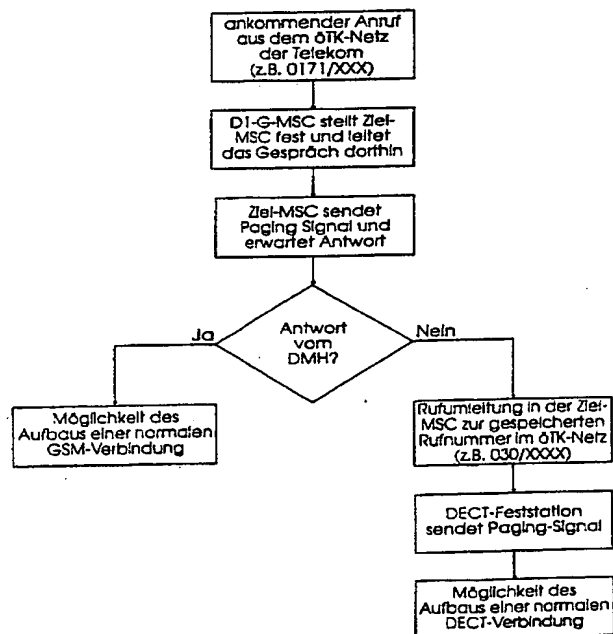 ankommender Anruf
aus dem öTK-Netz
der Telekom
(z.B. 0171/XXX)
D1-G-MSC stellt Ziel-
MSC fest und leitet
das Gespräch dorthin
Ziel-MSC sendet
Paging Signal und
erwartet Antwort
Antwort
vom
DMH?
Ja
Nein
Möglichkeit des
Aufbaus einer normalen
GSM-Verbindung
Rufumleitung in der Ziel-
MSC zur gespeicherten
Rufnummer im öTK-Netz
(z.B. 030/XXXX)
DECT-Feststation
sendet Paging-Signal
Möglichkeit des
Aufbaus einer normalen
DECT-Verbindung